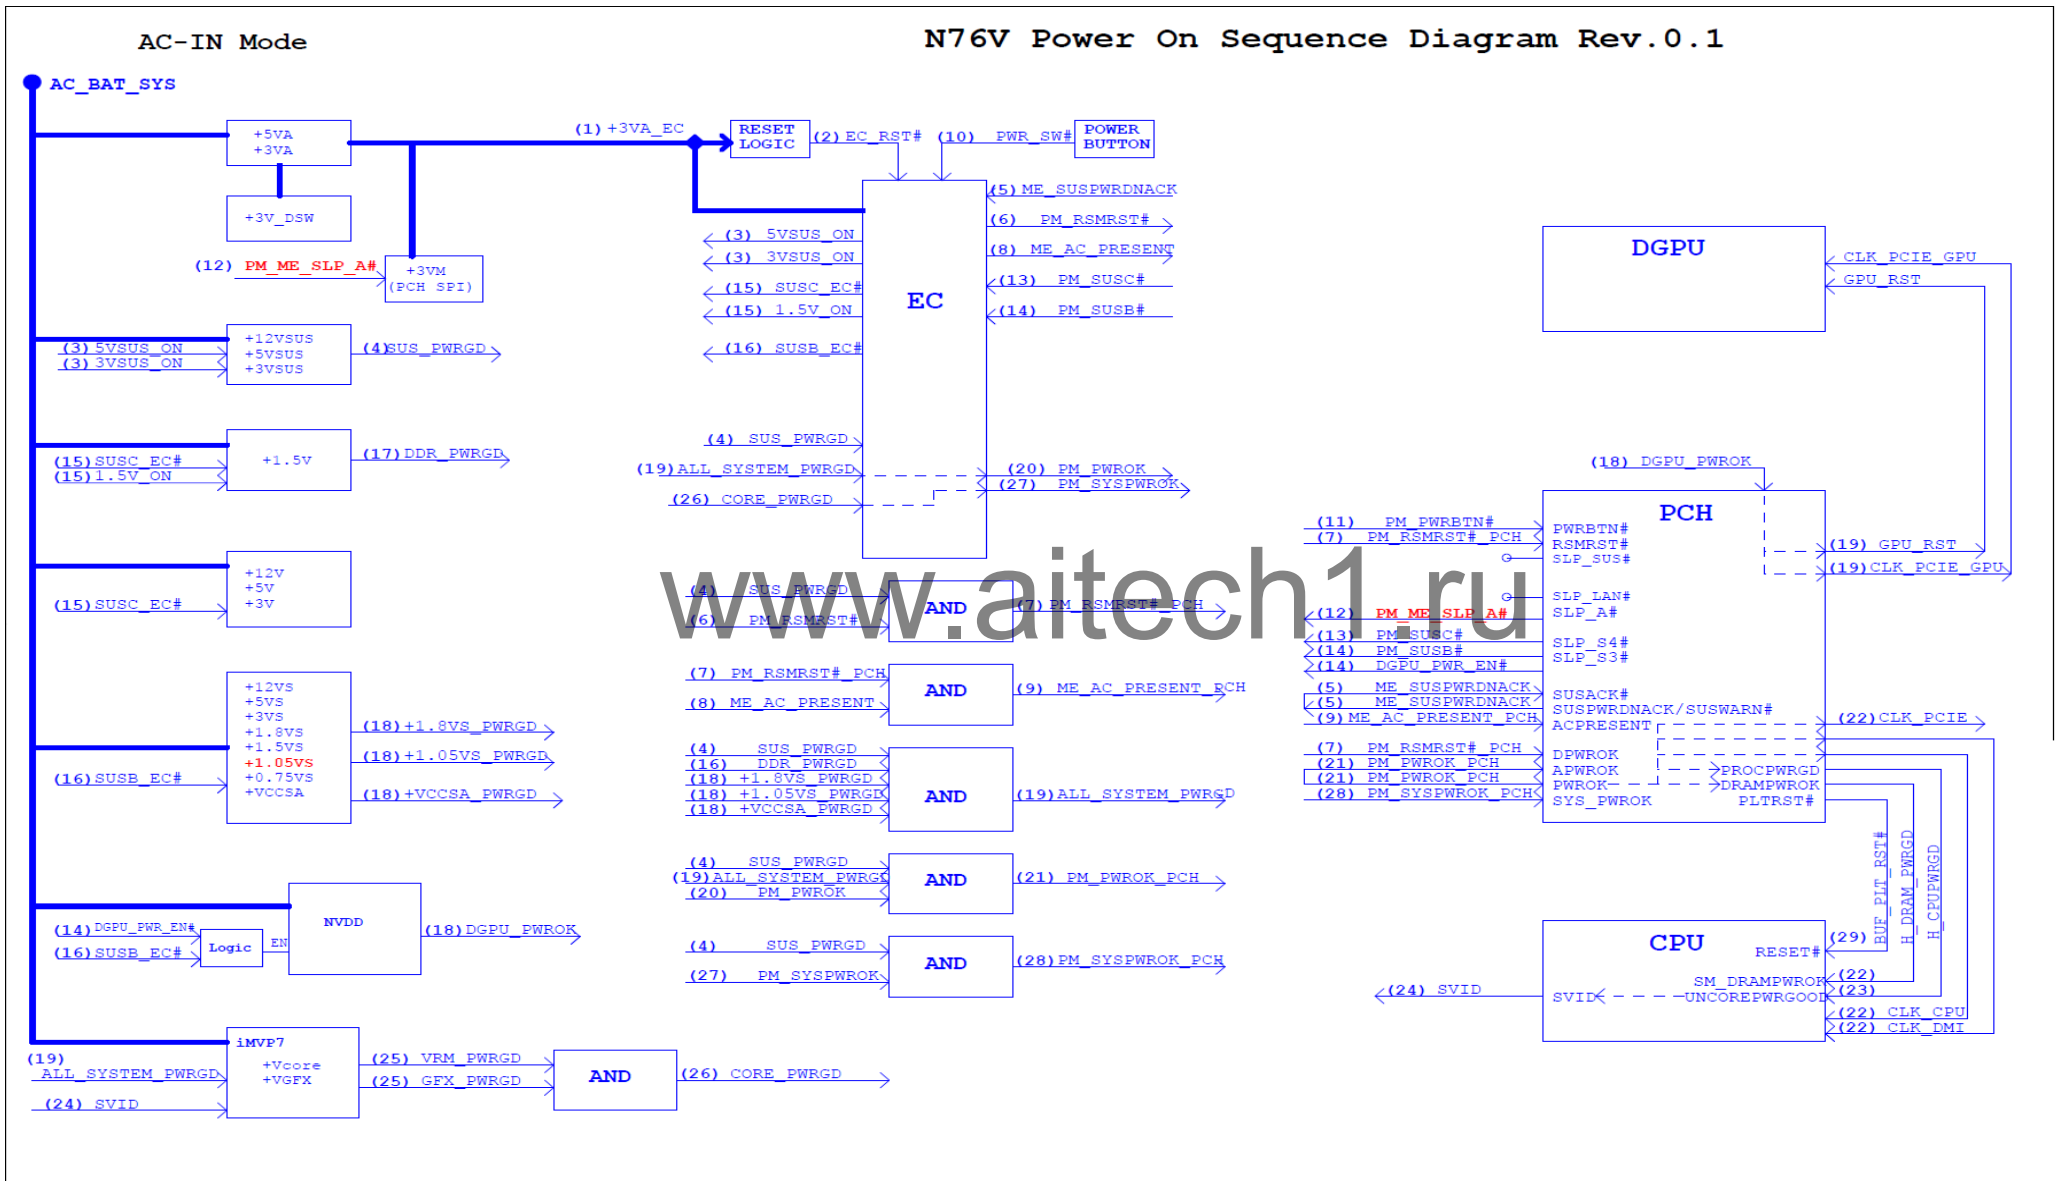 AC-IN Mode
N76V Power On Sequence Diagram Rev.0.1
AC_BAT_SYS
+5VA
+3VA
+3V_DSW
(1) +3VA_EC
RESET
LOGIC
(2) EC_RST#
(10) PWR_SW#
POWER
BUTTON
(12) PM_ME_SLP_A#
+3VM
(PCH SPI)
(3) 5VSUS_ON
(3) 3VSUS_ON
+12VSUS
+5VSUS
+3VSUS
(4) SUS_PWRGD
(15) SUSC_EC#
(15) 1.5V_ON
+1.5V
(17) DDR_PWRGD
+12V
+5V
+3V
(15) SUSC_EC#
+12VS
+5VS
+3VS
+1.8VS
+1.5VS
+1.05VS
+0.75VS
+VCCSA
(16) SUSB_EC#
(18) +1.8VS_PWRGD
(18) +1.05VS_PWRGD
(18) +VCCSA_PWRGD
(14) DGPU_PWR_EN#
(16) SUSB_EC#
Logic
EN
NVDD
(18) DGPU_PWROK
iMVP7
+Vcore
+VGFX
(19)
ALL_SYSTEM_PWRGD
(24) SVID
(25) VRM_PWRGD
(25) GFX_PWRGD
AND
(26) CORE_PWRGD
EC
(5) ME_SUSPWRDNACK
(6) PM_RSMRST#
(8) ME_AC_PRESENT
(13) PM_SUSC#
(14) PM_SUSB#
(3) 5VSUS_ON
(3) 3VSUS_ON
(15) SUSC_EC#
(15) 1.5V_ON
(16) SUSB_EC#
(4) SUS_PWRGD
(19) ALL_SYSTEM_PWRGD
(26) CORE_PWRGD
(20) PM_PWROK
(27) PM_SYSPWROK
www.aitech1.ru
(4) SUS_PWRGD
(6) PM_RSMRST#
AND
(7) PM_RSMRST#_PCH
(7) PM_RSMRST#_PCH
(8) ME_AC_PRESENT
AND
(9) ME_AC_PRESENT_PCH
(4) SUS_PWRGD
(16) DDR_PWRGD
(18) +1.8VS_PWRGD
(18) +1.05VS_PWRGD
(18) +VCCSA_PWRGD
AND
(19) ALL_SYSTEM_PWRGD
(4) SUS_PWRGD
(19) ALL_SYSTEM_PWRGD
(20) PM_PWROK
AND
(21) PM_PWROK_PCH
(4) SUS_PWRGD
(27) PM_SYSPWROK
AND
(28) PM_SYSPWROK_PCH
DGPU
CLK_PCIE_GPU
GPU_RST
(18) DGPU_PWROK
PCH
(11) PM_PWRBTN#
(7) PM_RSMRST#_PCH
PWRBTN#
RSMRST#
SLP_SUS#
SLP_LAN#
SLP_A#
SLP_S4#
SLP_S3#
(12) PM_ME_SLP_A#
(13) PM_SUSC#
(14) PM_SUSB#
(14) DGPU_PWR_EN#
(5) ME_SUSPWRDNACK
(5) ME_SUSPWRDNACK
(9) ME_AC_PRESENT_PCH
SUSACK#
SUSPWRDNACK/SUSWARN#
ACPRESENT
(7) PM_RSMRST#_PCH
(21) PM_PWROK_PCH
(21) PM_PWROK_PCH
(28) PM_SYSPWROK_PCH
DPWROK
APWROK
PWROK
SYS_PWROK
PROCPWRGD
DRAMPWROK
PLTRST#
(19) GPU_RST
(19) CLK_PCIE_GPU
(22) CLK_PCIE
BUF_PLT_RST#
H_DRAM_PWRGD
H_CPUPWRGD
CPU
RESET#
SM_DRAMPWROK
UNCOREPWRGOOD
SVID
(24) SVID
(29)
(22)
(23)
(22) CLK_CPU
(22) CLK_DMI